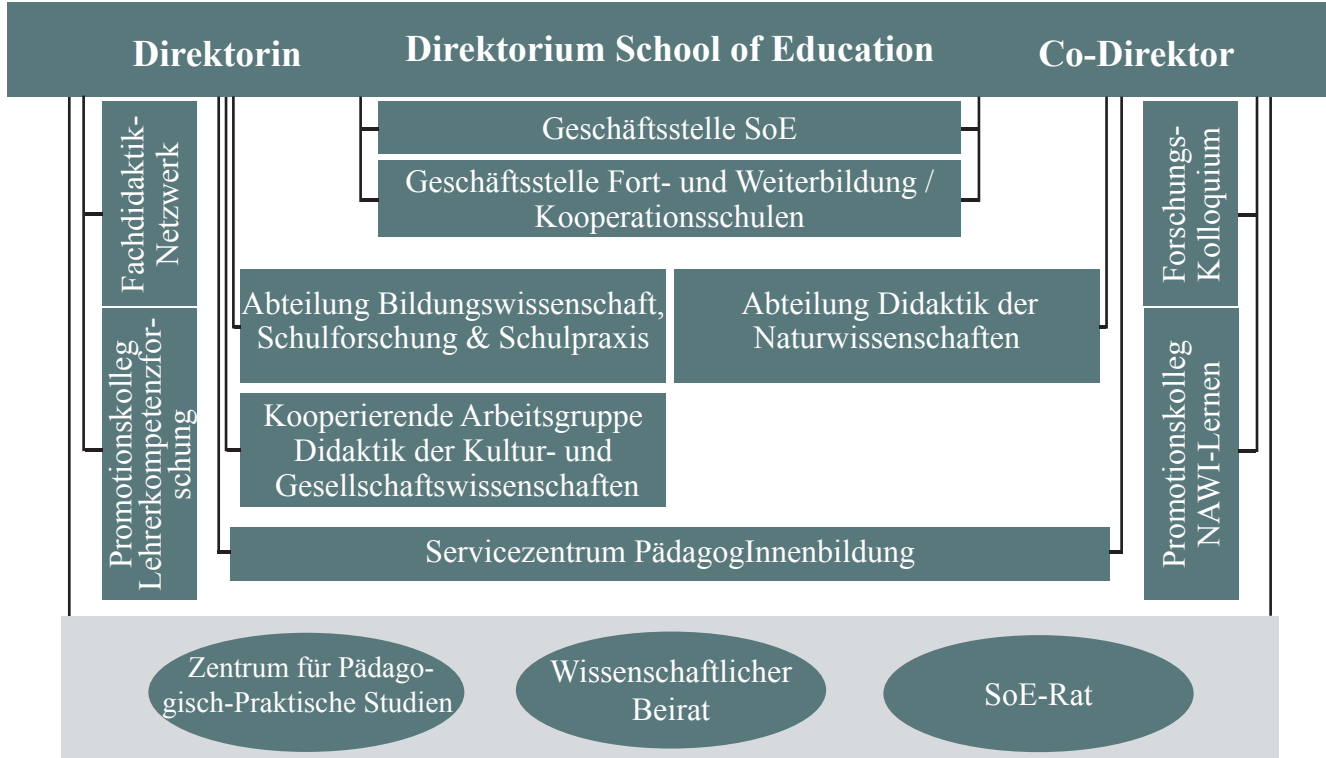 Direktorin
Direktorium School of Education
Co-Direktor
Fachdidaktik-
Netzwerk
Geschäftsstelle SoE
Geschäftsstelle Fort- und Weiterbildung /
Kooperationsschulen
Forschungs-
Kolloquium
Abteilung Bildungswissenschaft,
Schulforschung & Schulpraxis
Abteilung Didaktik der
Naturwissenschaften
Promotionskolleg
Lehrerkompetenzfor-
schung
Kooperierende Arbeitsgruppe
Didaktik der Kultur- und
Gesellschaftswissenschaften
Promotionskolleg
NAWI-Lernen
Servicezentrum PädagogInnenbildung
Zentrum für Pädago-
gisch-Praktische Studien
Wissenschaftlicher
Beirat
SoE-Rat